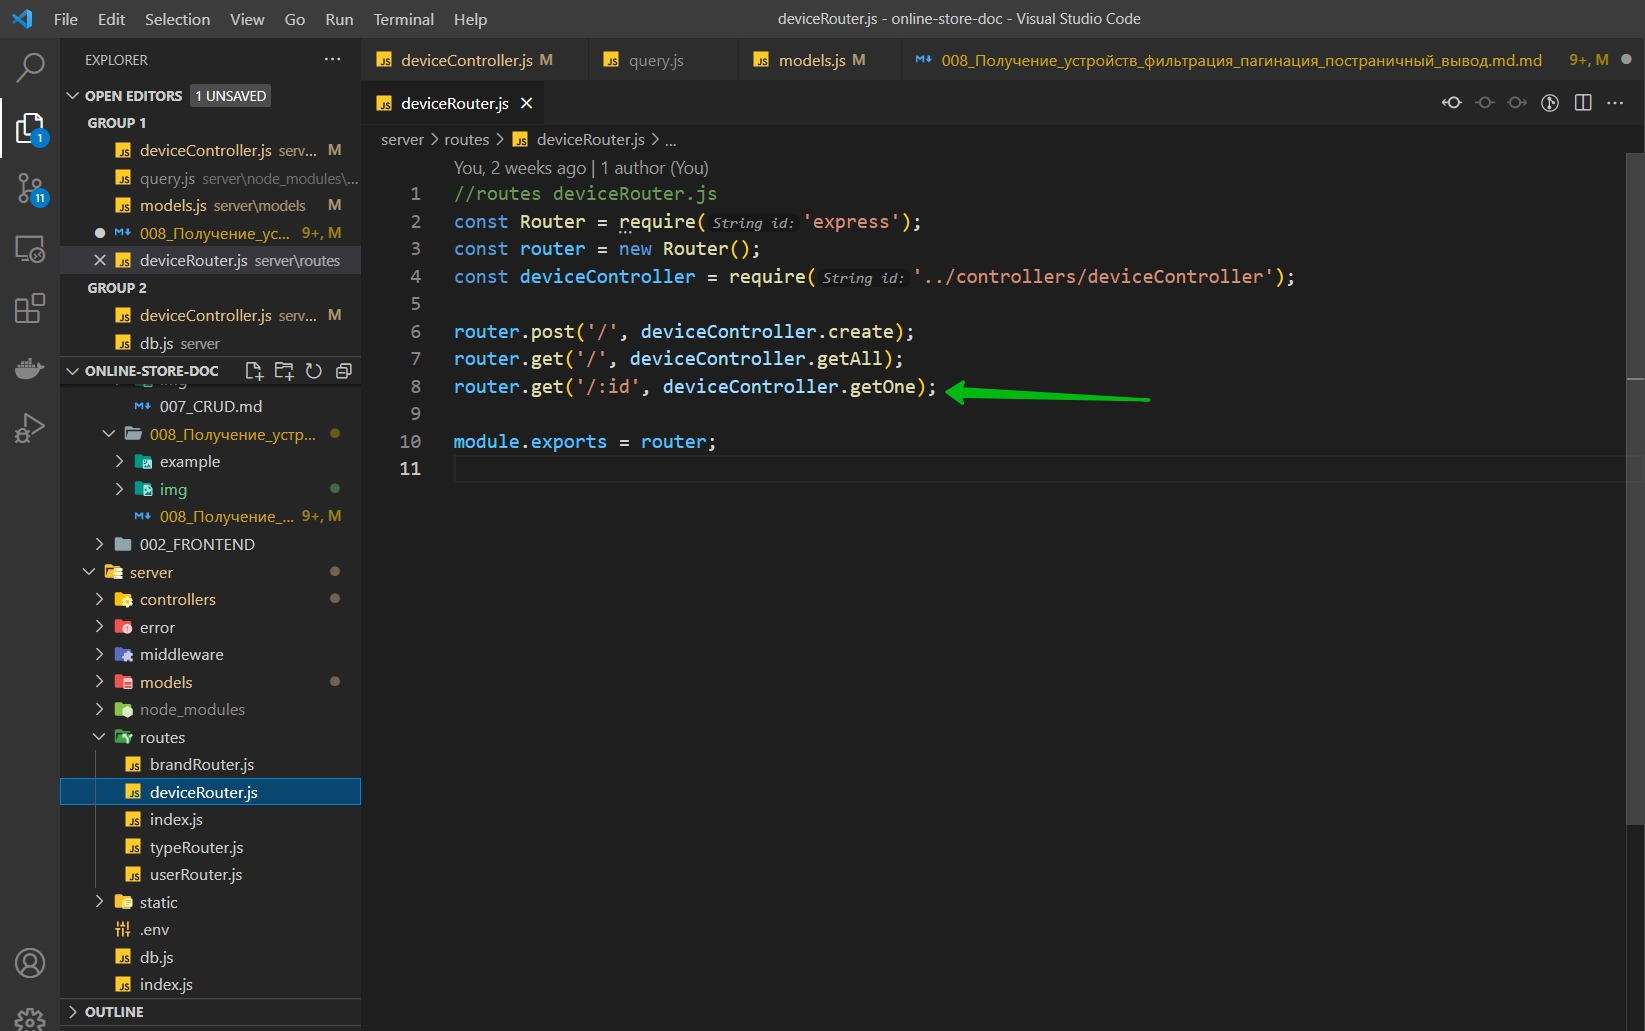 File Edit Selection View Go Run Terminal Help
deviceRouter.js - online-store-doc - Visual Studio Code
EXPLORER
OPEN EDITORS 1 UNSAVED
GROUP 1
JS deviceController.js serv... M
JS query.js server\node_modules\...
JS models.js server\models M
008_Получение_ус... 9+, M
JS deviceRouter.js server\routes
GROUP 2
JS deviceController.js serv... M
JS db.js server
ONLINE-STORE-DOC
img
007_CRUD.md
008_Получение_устр...
example
img
008_Получение_... 9+, M
002_FRONTEND
server
controllers
error
middleware
models
node_modules
routes
JS brandRouter.js
JS deviceRouter.js
JS index.js
JS typeRouter.js
JS userRouter.js
static
.env
JS db.js
JS index.js
OUTLINE
1
11
JS deviceController.js M
JS query.js
JS models.js M
008_Получение_устройств_фильтрация_пагинация_постраничный_вывод.md.md 9+, M
JS deviceRouter.js
server > routes > JS deviceRouter.js > ...
You, 2 weeks ago | 1 author (You)
1 //routes deviceRouter.js
2 const Router = require( String id: 'express');
3 const router = new Router();
4 const deviceController = require( String id: '../controllers/deviceController');
5
6 router.post('/', deviceController.create);
7 router.get('/', deviceController.getAll);
8 router.get('/:id', deviceController.getOne);
9
10 module.exports = router;
11